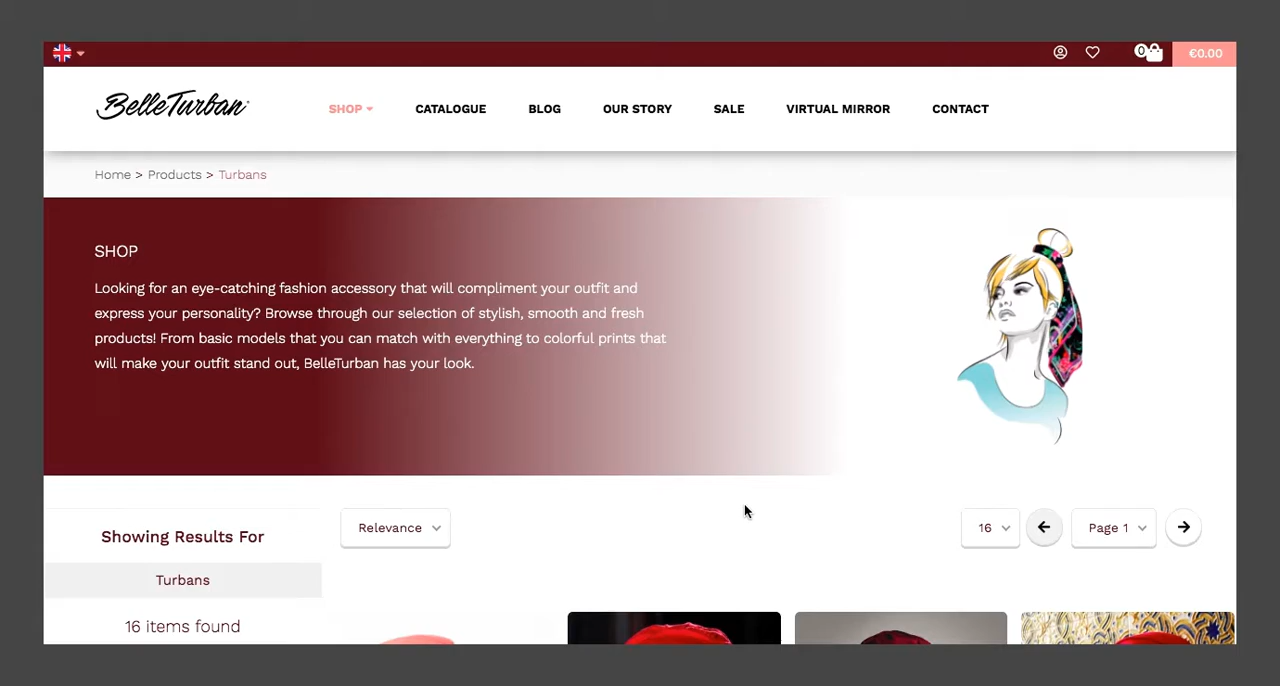 0
€0.00
BelleTurban
SHOP
CATALOGUE
BLOG
OUR STORY
SALE
VIRTUAL MIRROR
CONTACT
Home > Products > Turbans
SHOP
Looking for an eye-catching fashion accessory that will compliment your outfit and
express your personality? Browse through our selection of stylish, smooth and fresh
products! From basic models that you can match with everything to colorful prints that
will make your outfit stand out, BelleTurban has your look.
Showing Results For
Turbans
16 items found
Relevance
16
Page 1